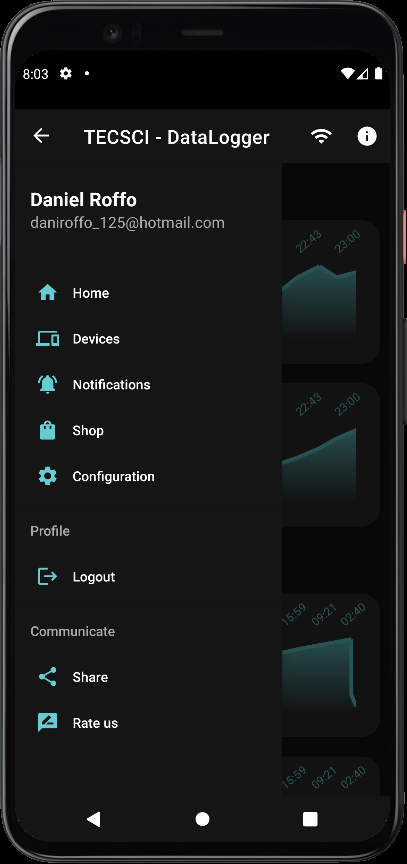 8:03
TECSCI - DataLogger
Daniel Roffo
daniroffo_125@hotmail.com
22:43 23:00
Home
Devices
Notifications
22:43 23:00
Shop
Configuration
Profile
Logout
15:59 09:21 02:40
Communicate
Share
Rate us
15:59 09:21 02:40